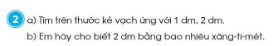 2 a) Tìm trên thước kẻ vạch ứng với 1 dm, 2 dm.
b) Em hãy cho biết 2 dm bằng bao nhiêu xăng-ti-mét.